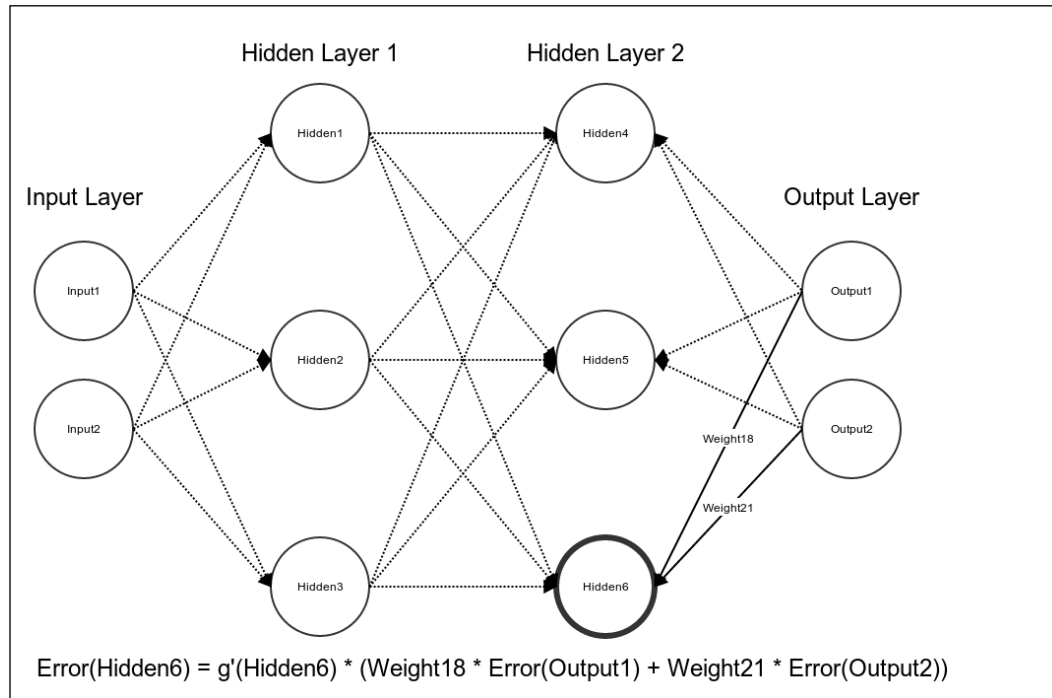 Hidden Layer 1
Hidden Layer 2
Hidden1
Hidden4
Input Layer
Output Layer
Input1
Output1
Hidden2
Hidden5
Input2
Output2
Weight18
Weight21
Hidden3
Hidden6
Error(Hidden6) = g'(Hidden6) * (Weight18 * Error(Output1) + Weight21 * Error(Output2))